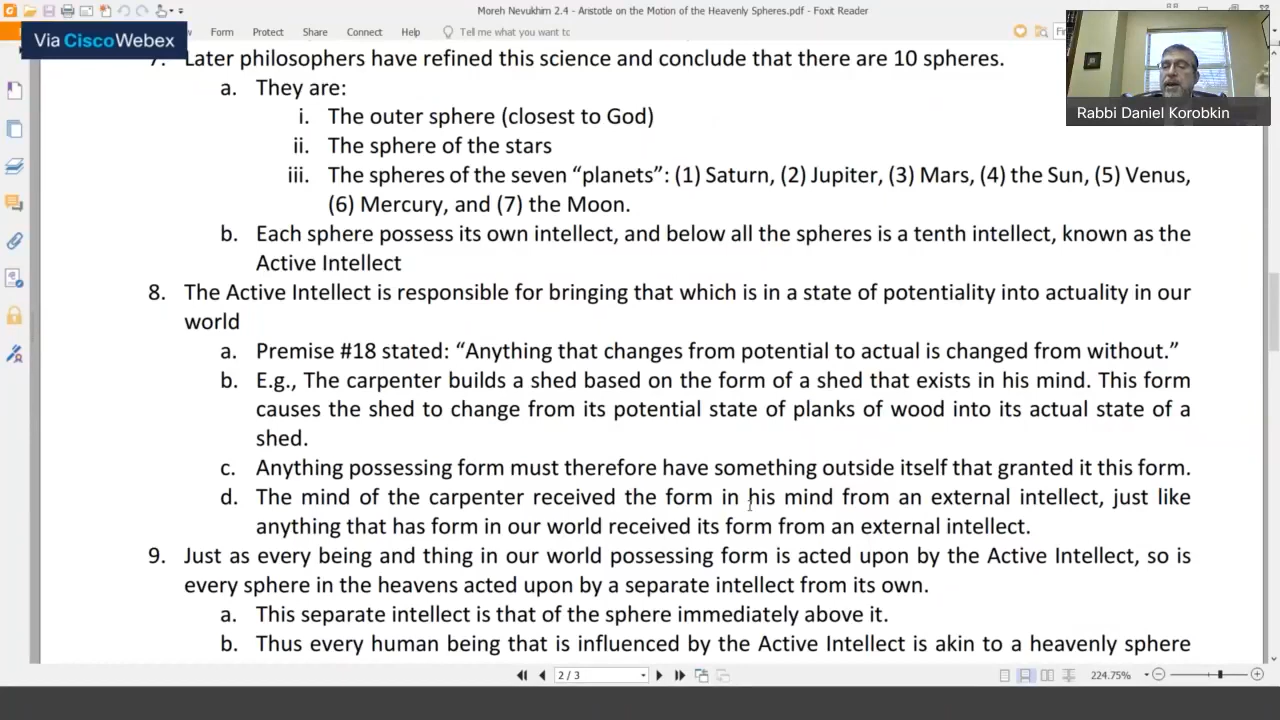 Moreh Nevukhim 2.4 - Aristotle on the Motion of the Heavenly Spheres.pdf - Foxit Reader
Via Cisco Webex
Form Protect Share Connect Help Tell me what you want to
Rabbi Daniel Korobkin
7. Later philosophers have refined this science and conclude that there are 10 spheres.
a. They are:
i. The outer sphere (closest to God)
ii. The sphere of the stars
iii. The spheres of the seven “planets”: (1) Saturn, (2) Jupiter, (3) Mars, (4) the Sun, (5) Venus,
(6) Mercury, and (7) the Moon.
b. Each sphere possess its own intellect, and below all the spheres is a tenth intellect, known as the
Active Intellect
8. The Active Intellect is responsible for bringing that which is in a state of potentiality into actuality in our
world
a. Premise #18 stated: “Anything that changes from potential to actual is changed from without.”
b. E.g., The carpenter builds a shed based on the form of a shed that exists in his mind. This form
causes the shed to change from its potential state of planks of wood into its actual state of a
shed.
c. Anything possessing form must therefore have something outside itself that granted it this form.
d. The mind of the carpenter received the form in his mind from an external intellect, just like
anything that has form in our world received its form from an external intellect.
9. Just as every being and thing in our world possessing form is acted upon by the Active Intellect, so is
every sphere in the heavens acted upon by a separate intellect from its own.
a. This separate intellect is that of the sphere immediately above it.
b. Thus every human being that is influenced by the Active Intellect is akin to a heavenly sphere
2 / 3
224.75%